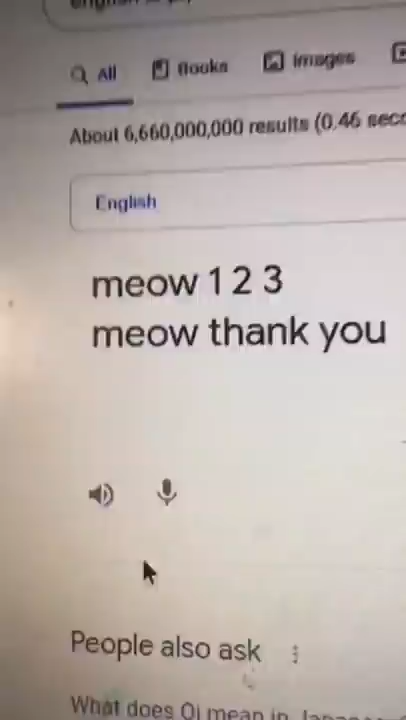 All Books Images
About 6,660,000,000 results (0.46
English
meow 1 2 3
meow thank you
People also ask
What does Oi mean in